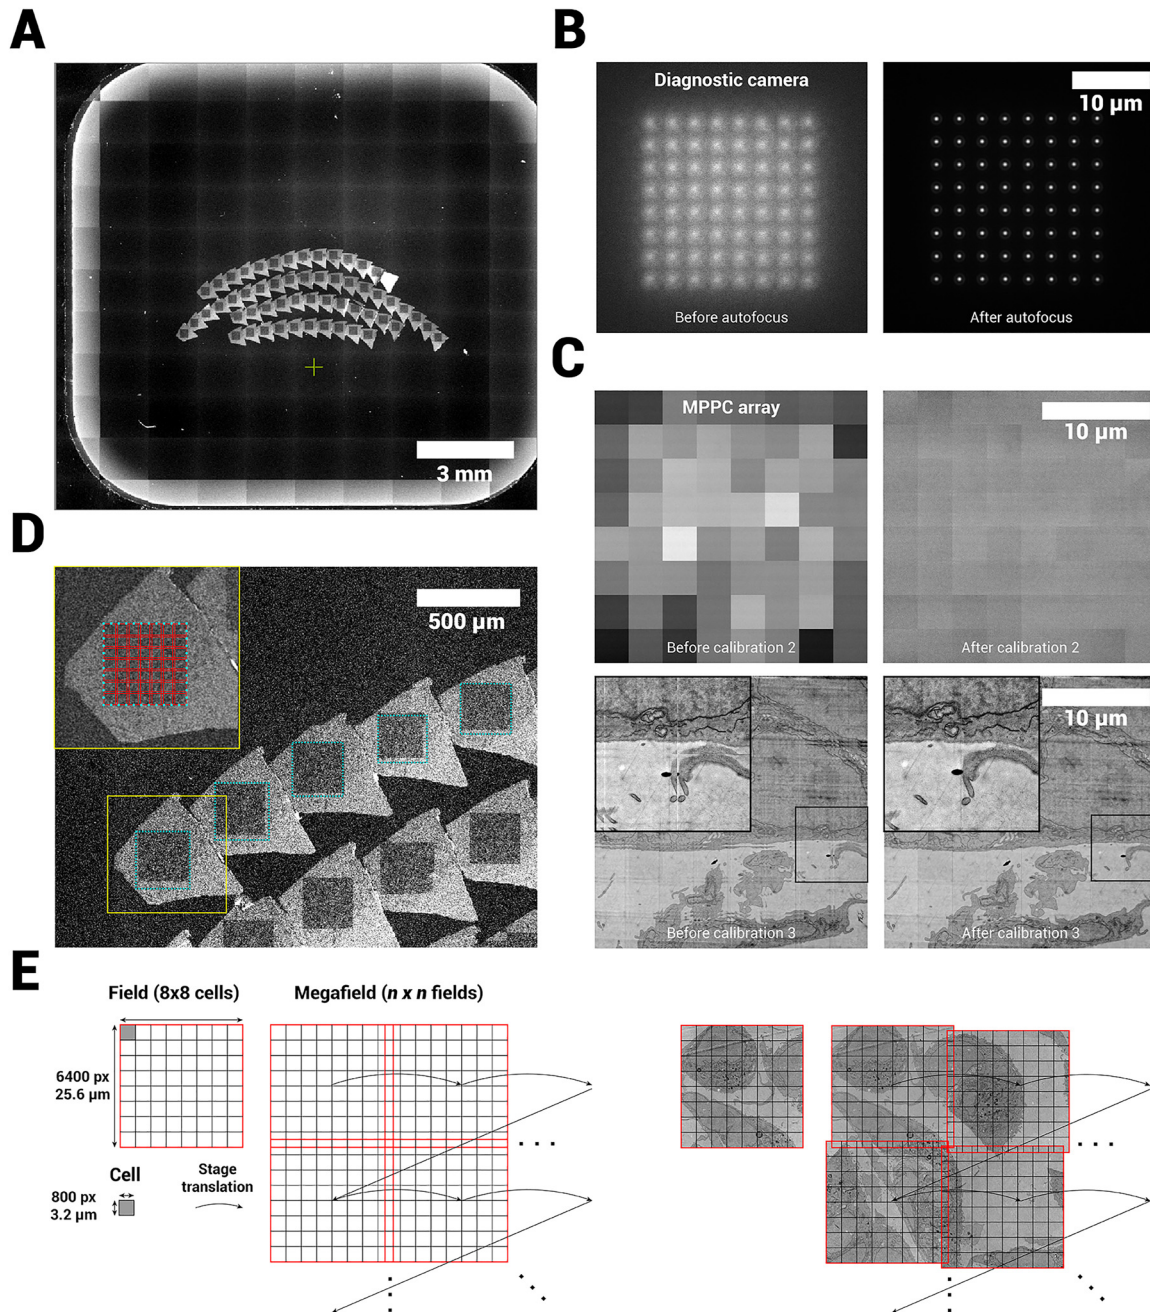 A
3 mm
B
Diagnostic camera
Before autofocus
10 µm
After autofocus
C
MPPC array
Before calibration 2
10 µm
After calibration 2
Before calibration 3
10 µm
After calibration 3
D
500 µm
E
Field (8x8 cells)
Megafield (n x n fields)
6400 px
25.6 µm
Cell
800 px
3.2 µm
Stage
translation